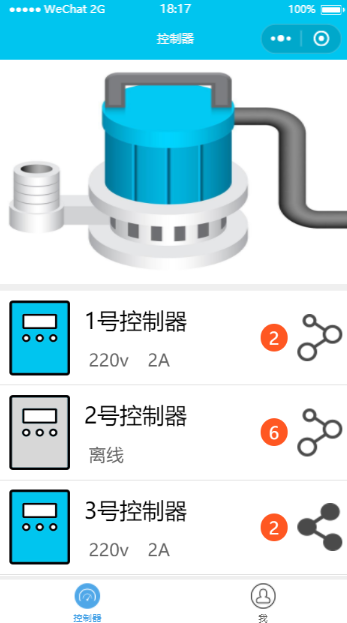 WeChat 2G 18:17 100%
控制器
1号控制器
220v 2A
2
2号控制器
离线
6
3号控制器
220v 2A
2
控制器 我